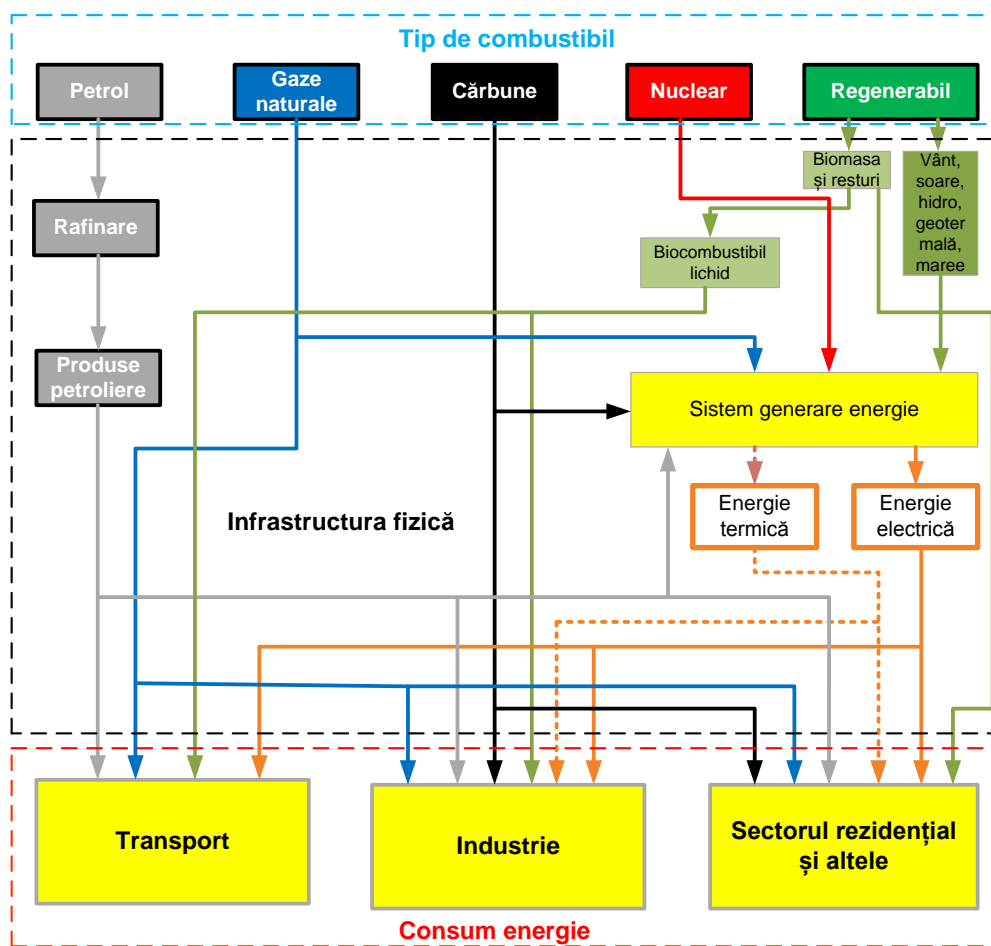 Tip de combustibil
Petrol
Gaze
naturale
Cărbune
Nuclear
Regenerabil
Biomasa
și resturi
Vânt,
soare,
hidro,
geoter
mală,
maree
Rafinare
Biocombustibil
lichid
Produse
petroliere
Sistem generare energie
Energie
termică
Energie
electrică
Infrastructura fizică
Transport
Industrie
Sectorul rezidențial
și altele
Consum energie